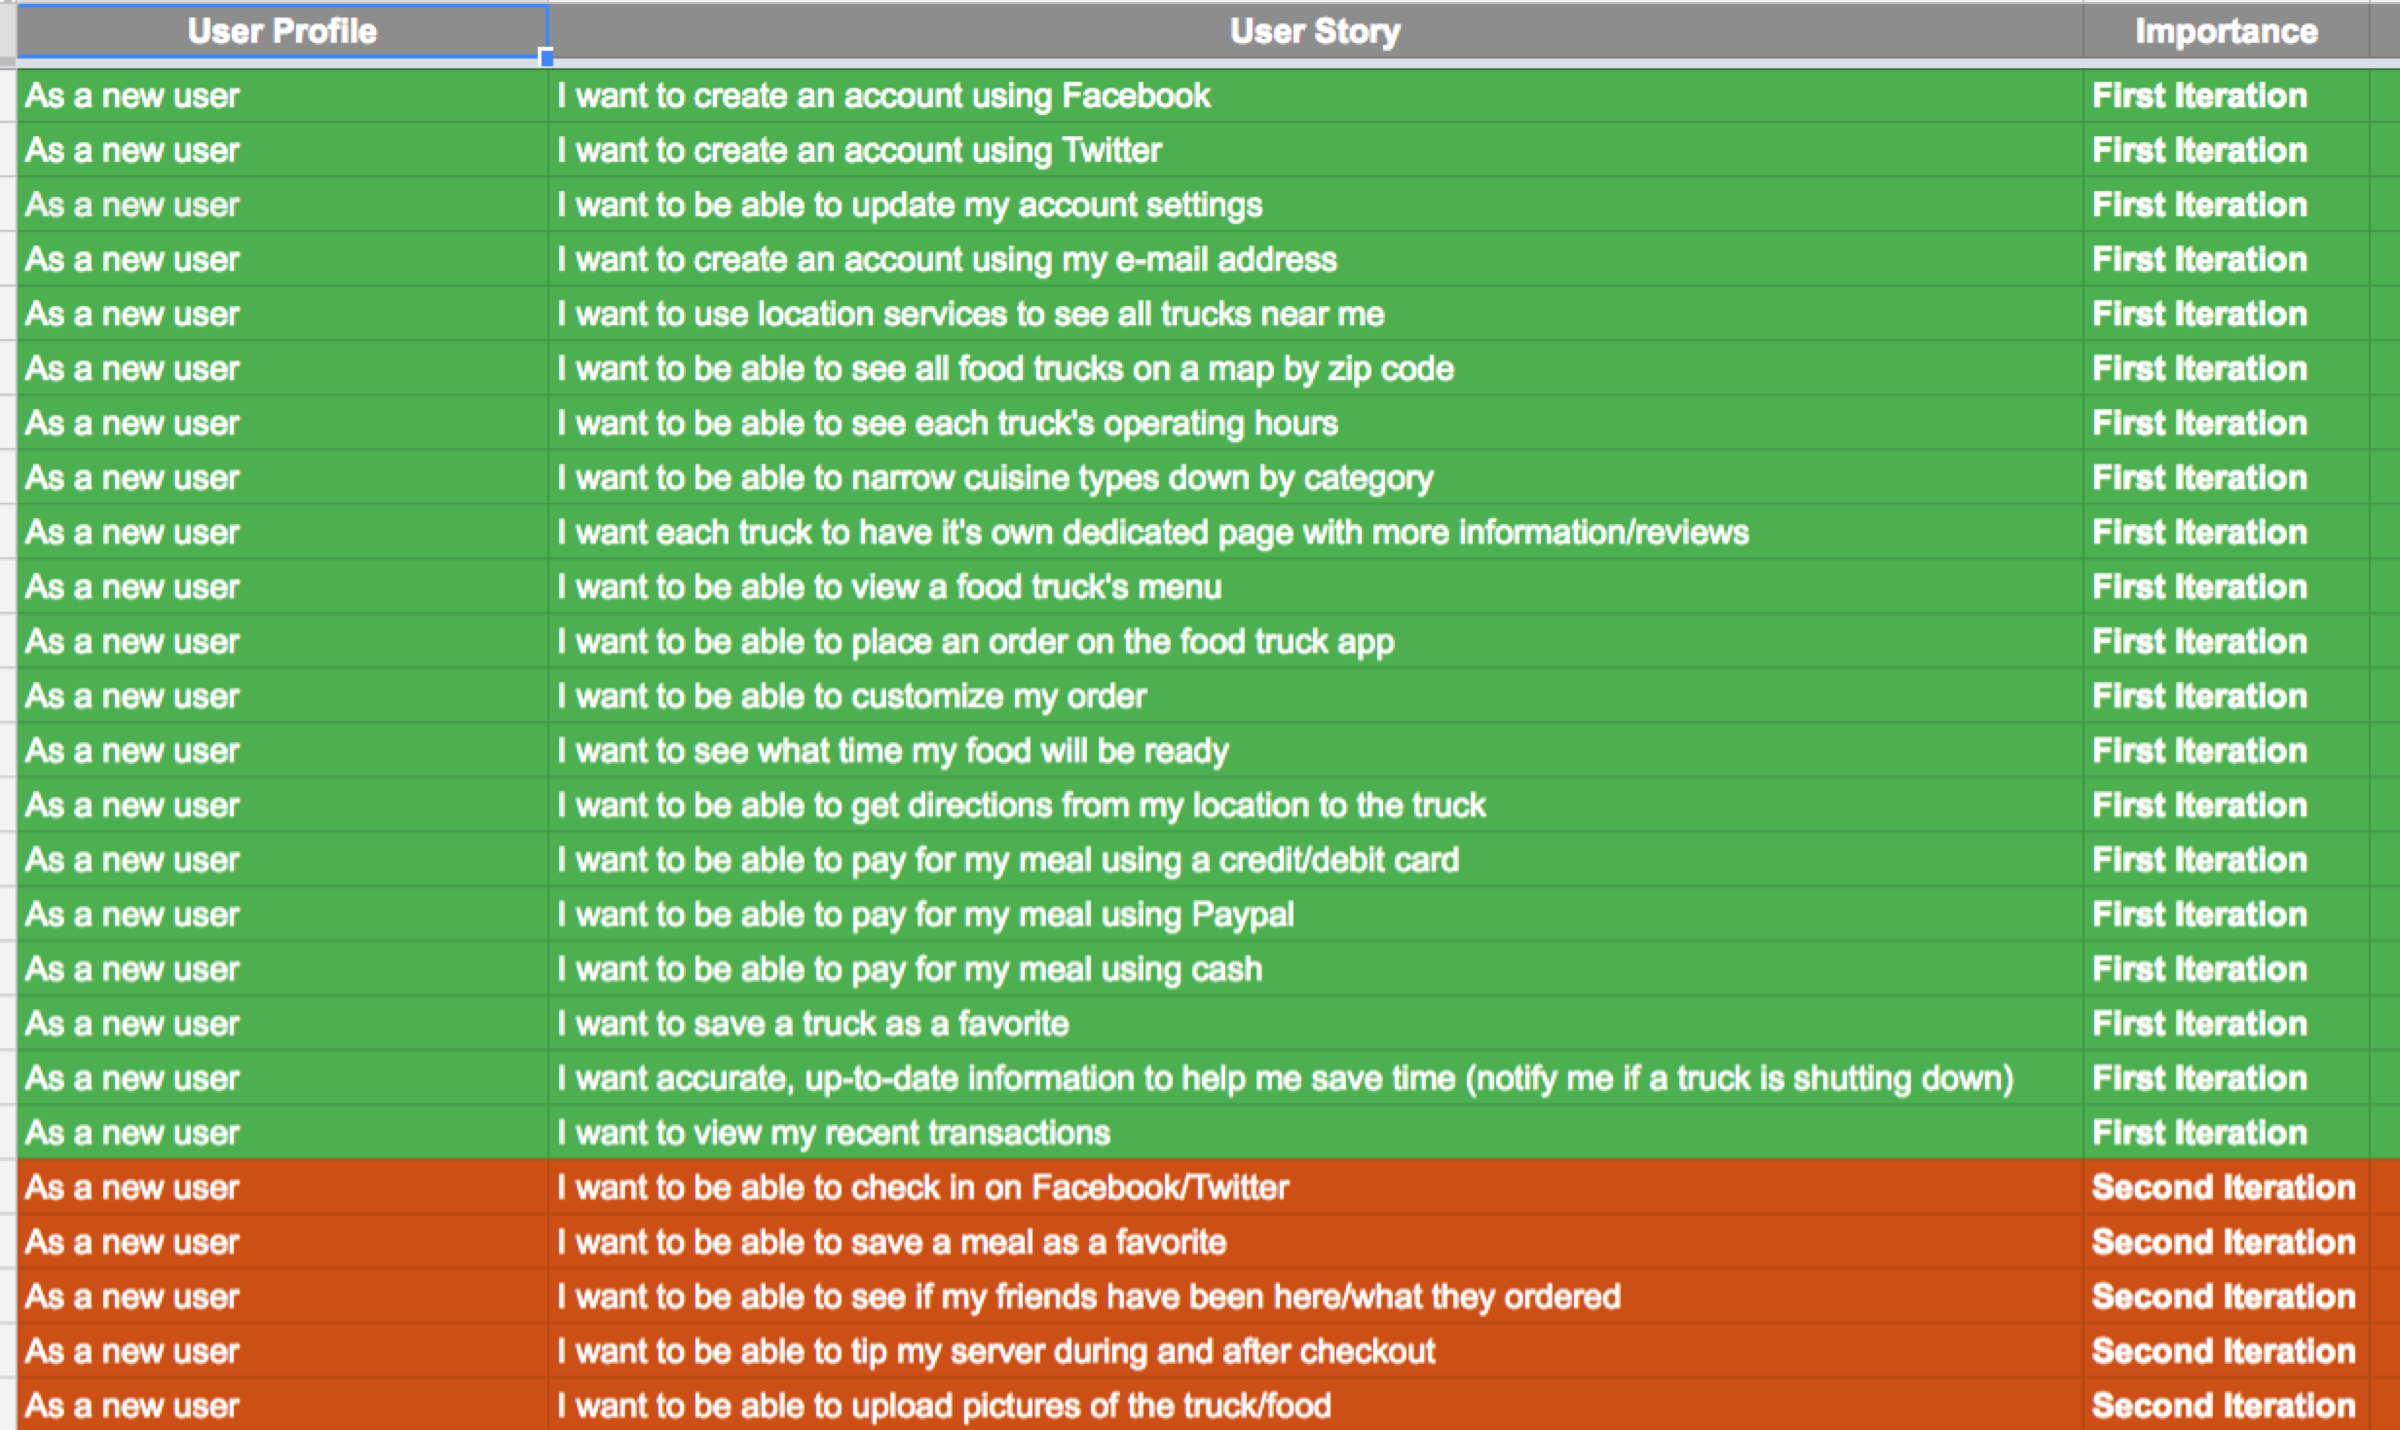 User Profile User Story Importance
As a new user I want to create an account using Facebook First Iteration
As a new user I want to create an account using Twitter First Iteration
As a new user I want to be able to update my account settings First Iteration
As a new user I want to create an account using my e-mail address First Iteration
As a new user I want to use location services to see all trucks near me First Iteration
As a new user I want to be able to see all food trucks on a map by zip code First Iteration
As a new user I want to be able to see each truck's operating hours First Iteration
As a new user I want to be able to narrow cuisine types down by category First Iteration
As a new user I want each truck to have it's own dedicated page with more information/reviews First Iteration
As a new user I want to be able to view a food truck's menu First Iteration
As a new user I want to be able to place an order on the food truck app First Iteration
As a new user I want to be able to customize my order First Iteration
As a new user I want to see what time my food will be ready First Iteration
As a new user I want to be able to get directions from my location to the truck First Iteration
As a new user I want to be able to pay for my meal using a credit/debit card First Iteration
As a new user I want to be able to pay for my meal using Paypal First Iteration
As a new user I want to be able to pay for my meal using cash First Iteration
As a new user I want to save a truck as a favorite First Iteration
As a new user I want accurate, up-to-date information to help me save time (notify me if a truck is shutting down) First Iteration
As a new user I want to view my recent transactions First Iteration
As a new user I want to be able to check in on Facebook/Twitter Second Iteration
As a new user I want to be able to save a meal as a favorite Second Iteration
As a new user I want to be able to see if my friends have been here/what they ordered Second Iteration
As a new user I want to be able to tip my server during and after checkout Second Iteration
As a new user I want to be able to upload pictures of the truck/food Second Iteration